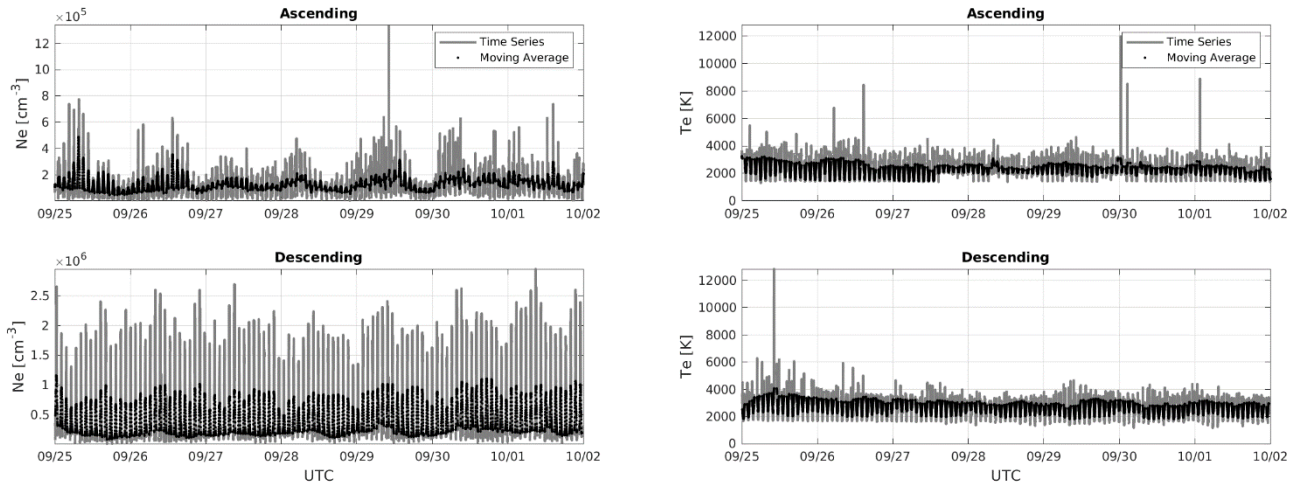 Ascending
×10⁵
Ne [cm⁻³]
12
10
8
6
4
2
Time Series
Moving Average
09/25 09/26 09/27 09/28 09/29 09/30 10/01 10/02
Ascending
Te [K]
12000
10000
8000
6000
4000
2000
0
Time Series
Moving Average
09/25 09/26 09/27 09/28 09/29 09/30 10/01 10/02
Descending
×10⁶
Ne [cm⁻³]
2.5
2
1.5
1
0.5
09/25 09/26 09/27 09/28 09/29 09/30 10/01 10/02
UTC
Descending
Te [K]
12000
10000
8000
6000
4000
2000
0
09/25 09/26 09/27 09/28 09/29 09/30 10/01 10/02
UTC